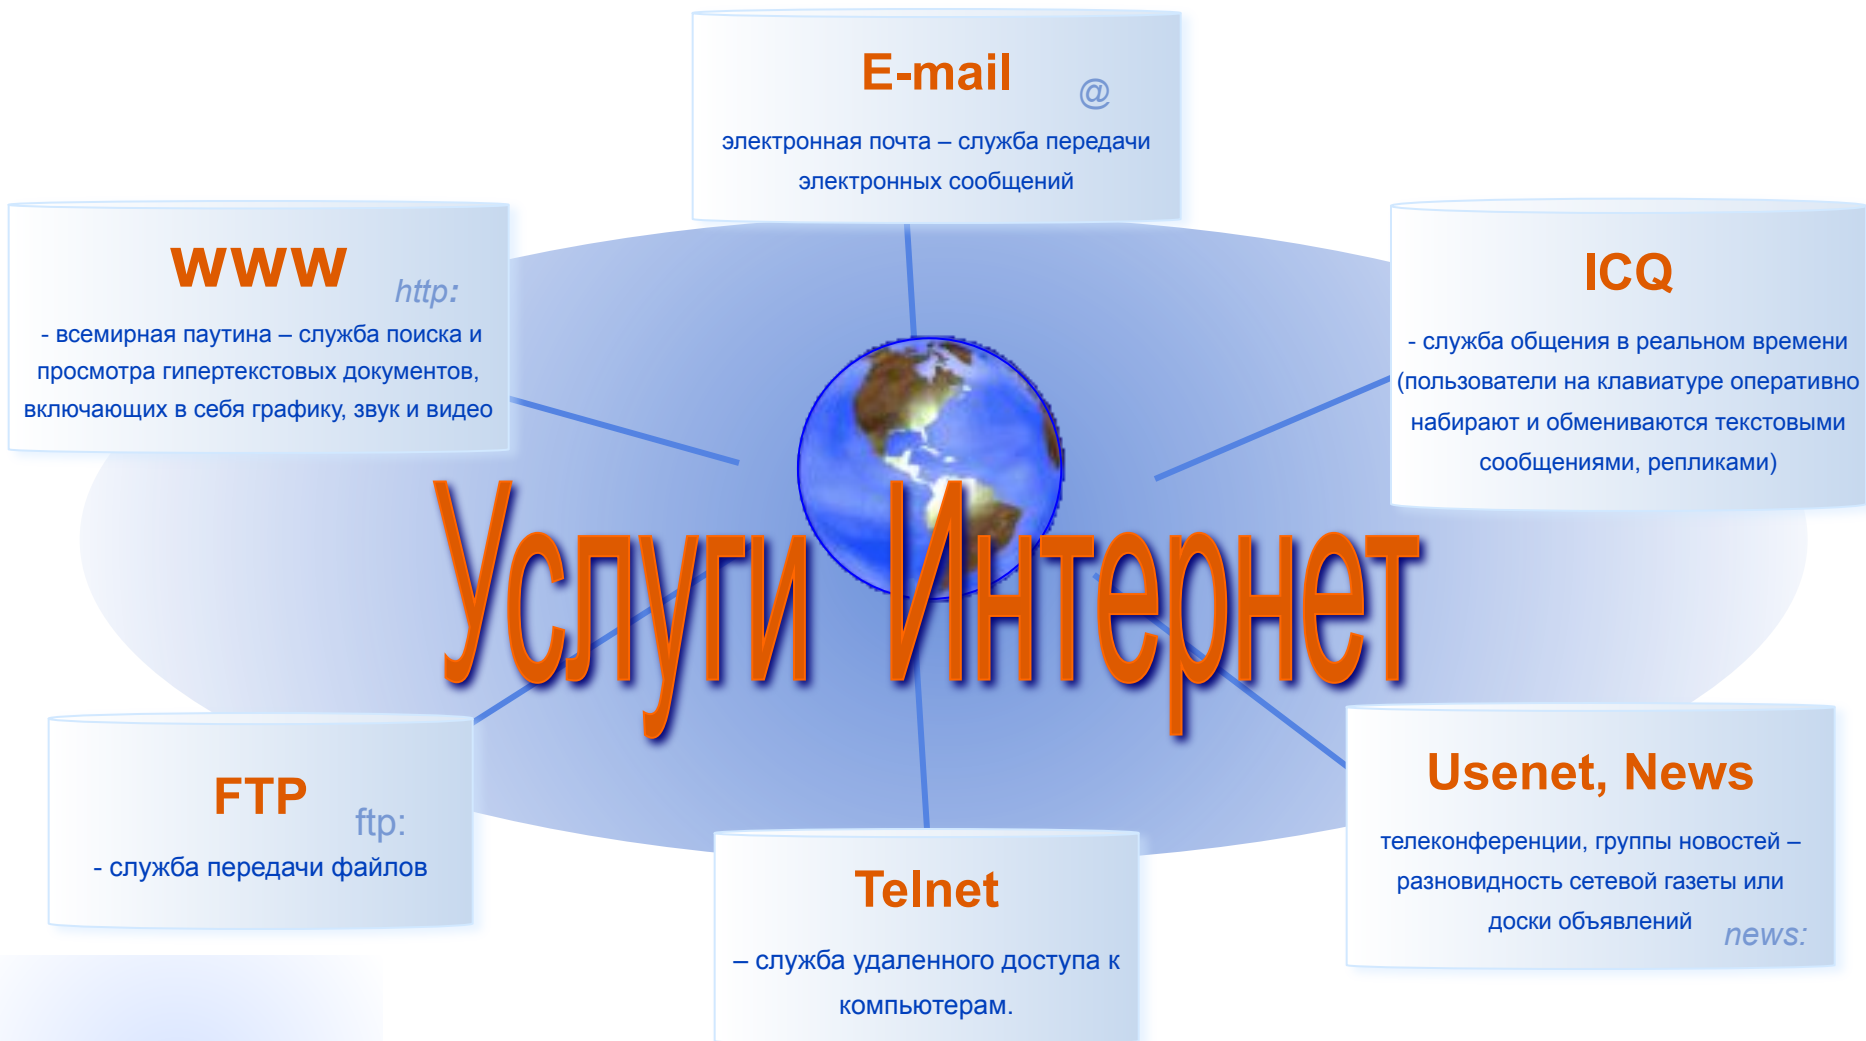 E-mail @
электронная почта – служба передачи
электронных сообщений
www http:
- всемирная паутина – служба поиска и
просмотра гипертекстовых документов,
включающих в себя графику, звук и видео
ICQ
- служба общения в реальном времени
(пользователи на клавиатуре оперативно
набирают и обмениваются текстовыми
сообщениями, репликами)
Услуги Интернет
FTP ftp:
- служба передачи файлов
Telnet
– служба удаленного доступа к
компьютерам.
Usenet, News
телеконференции, группы новостей –
разновидность сетевой газеты или
доски объявлений news: